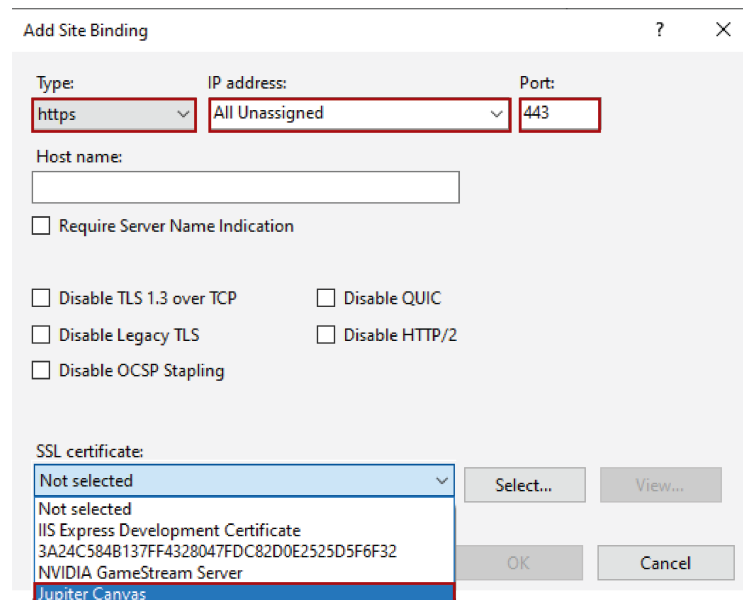 Add Site Binding ?
Type: IP address: Port:
https All Unassigned 443
Host name:
Require Server Name Indication
Disable TLS 1.3 over TCP Disable QUIC
Disable Legacy TLS Disable HTTP/2
Disable OCSP Stapling
SSL certificate:
Not selected Select... View...
Not selected
IIS Express Development Certificate
3A24C584B137FF4328047FDC82D0E2525D5F6F32
NVIDIA GameStream Server OK Cancel
Jupiter Canvas